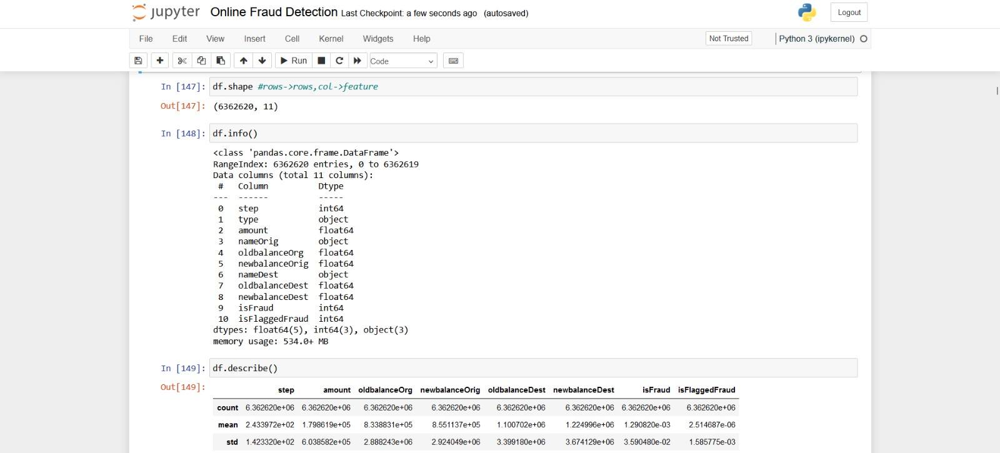 jupyter Online Fraud Detection Last Checkpoint: a few seconds ago (autosaved) Logout
File Edit View Insert Cell Kernel Widgets Help Not Trusted Python 3 (ipykernel)
Run Code
In [147]: df.shape #rows->rows,col->feature
Out[147]: (6362620, 11)
In [148]: df.info()
<class 'pandas.core.frame.DataFrame'>
RangeIndex: 6362620 entries, 0 to 6362619
Data columns (total 11 columns):
# Column Dtype
--- ------ -----
0 step int64
1 type object
2 amount float64
3 nameOrig object
4 oldbalanceOrg float64
5 newbalanceOrig float64
6 nameDest object
7 oldbalanceDest float64
8 newbalanceDest float64
9 isFraud int64
10 isFlaggedFraud int64
dtypes: float64(5), int64(3), object(3)
memory usage: 534.0+ MB
In [149]: df.describe()
Out[149]:
step amount oldbalanceOrg newbalanceOrig oldbalanceDest newbalanceDest isFraud isFlaggedFraud
count 6.362620e+06 6.362620e+06 6.362620e+06 6.362620e+06 6.362620e+06 6.362620e+06 6.362620e+06 6.362620e+06
mean 2.433972e+02 1.798619e+05 8.338831e+05 8.551137e+05 1.100702e+06 1.224996e+06 1.290820e-03 2.514687e-06
std 1.423320e+02 6.038582e+05 2.888243e+06 2.924049e+06 3.399180e+06 3.674129e+06 3.590480e-02 1.585775e-03